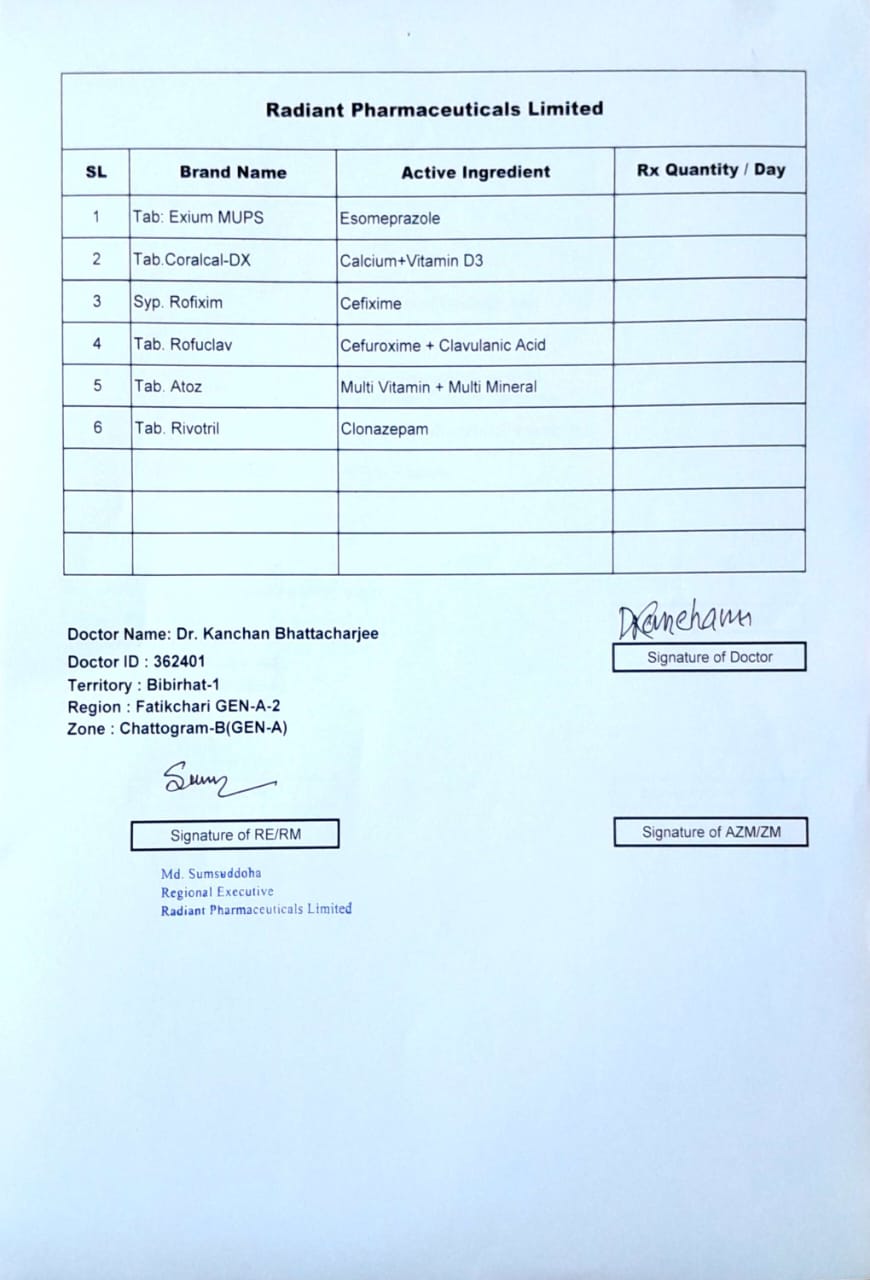 Radiant Pharmaceuticals Limited
SL Brand Name Active Ingredient Rx Quantity / Day
1 Tab: Exium MUPS Esomeprazole
2 Tab.Coralcal-DX Calcium+Vitamin D3
3 Syp. Rofixim Cefixime
4 Tab. Rofuclav Cefuroxime + Clavulanic Acid
5 Tab. Atoz Multi Vitamin + Multi Mineral
6 Tab. Rivotril Clonazepam
Doctor Name: Dr. Kanchan Bhattacharjee
Signature of Doctor
Doctor ID : 362401
Territory : Bibirhat-1
Region : Fatikchari GEN-A-2
Zone : Chattogram-B(GEN-A)
Signature of RE/RM
Signature of AZM/ZM
Md. Sumsuddoha
Regional Executive
Radiant Pharmaceuticals Limited